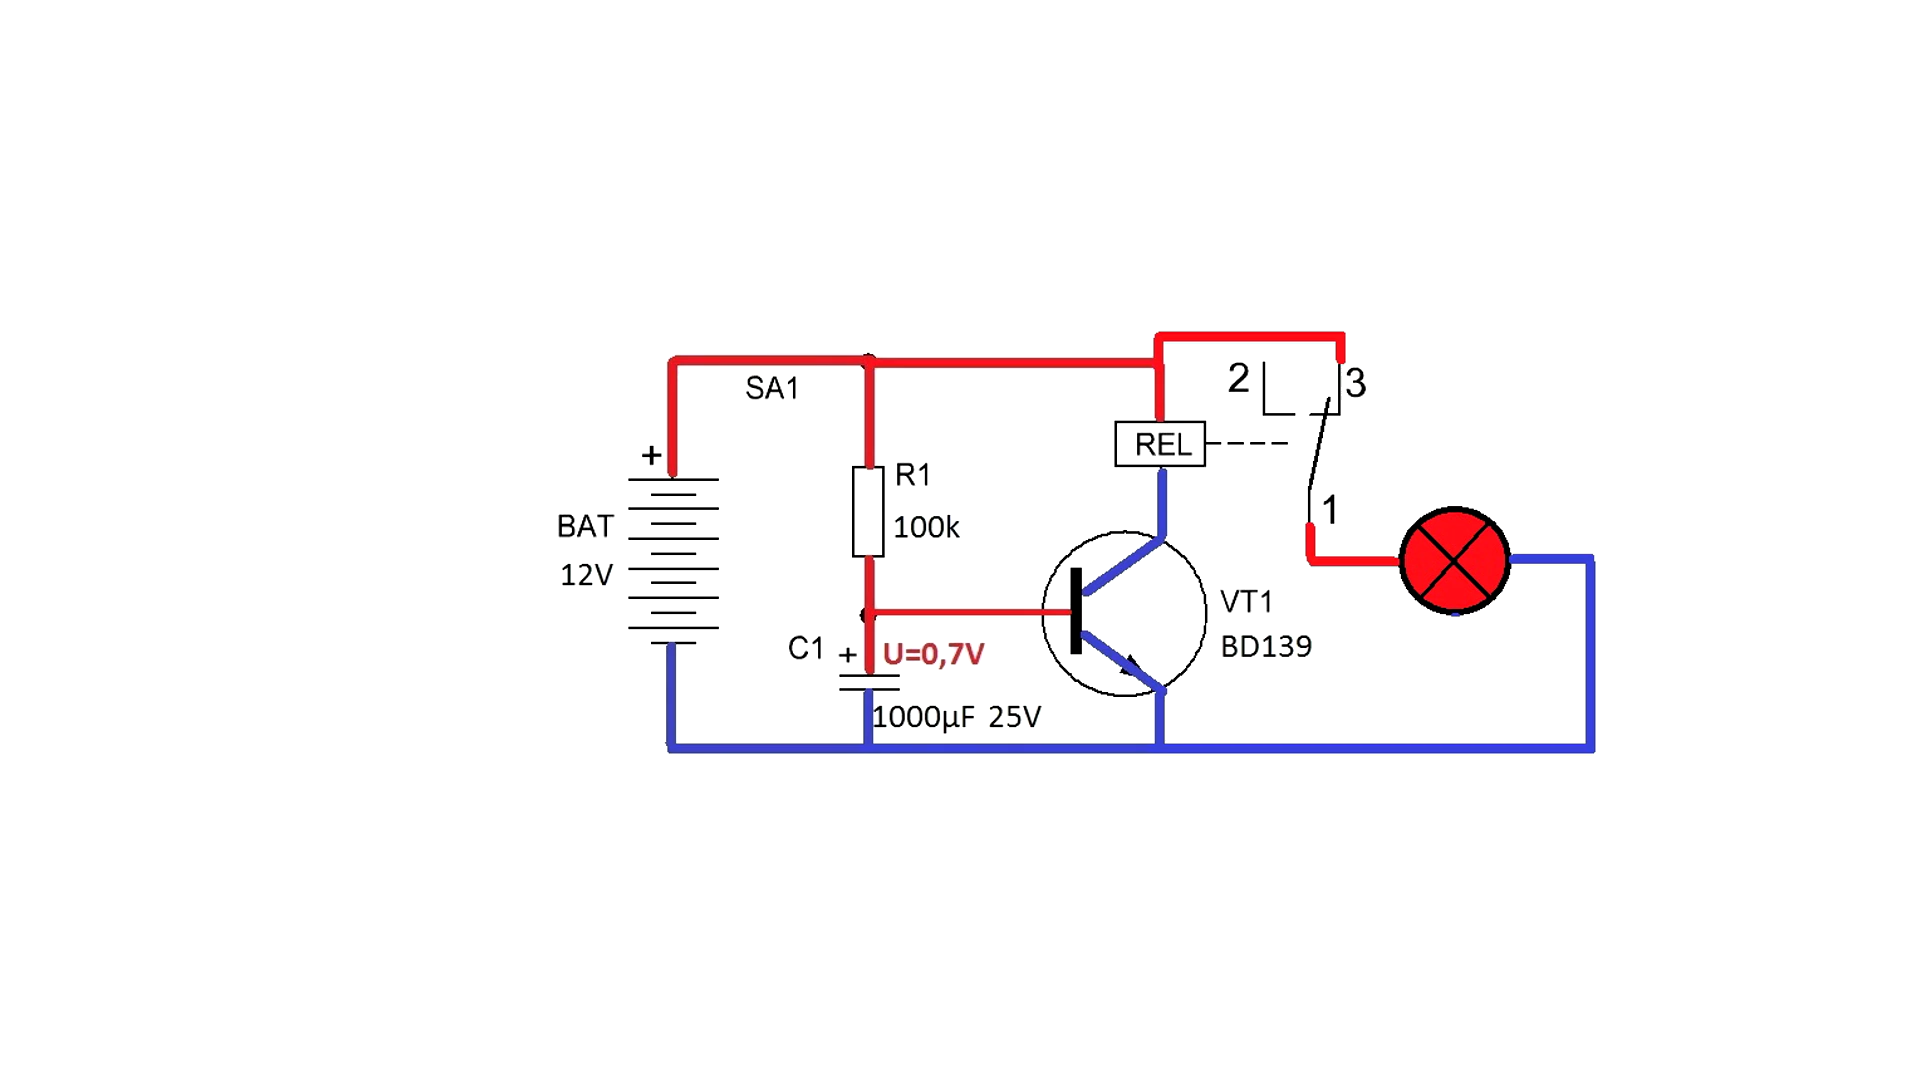 2
3
SA1
+
REL
R1
1
BAT
100k
12V
VT1
C1
+
U=0,7V
BD139
1000µF 25V